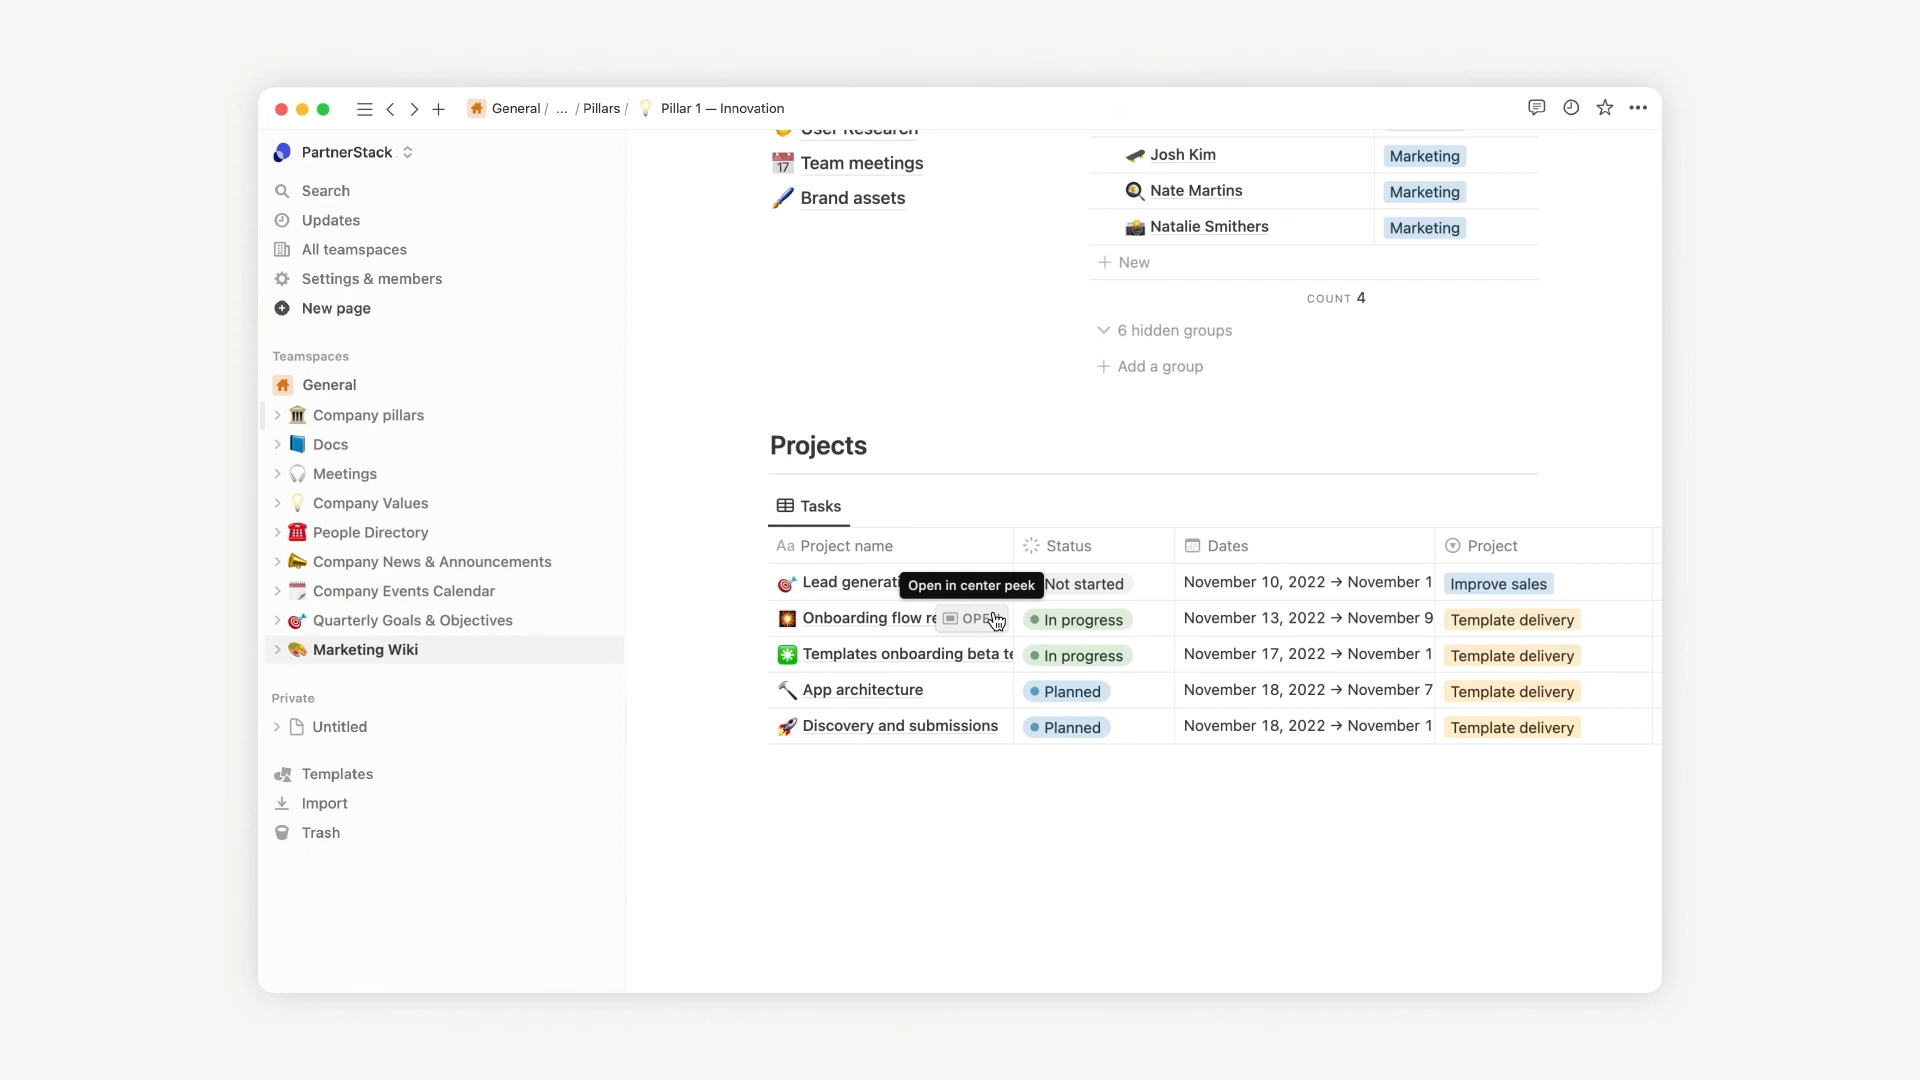 General / ... / Pillars / Pillar 1 — Innovation
PartnerStack
Search
Updates
All teamspaces
Settings & members
New page
Teamspaces
General
Company pillars
Docs
Meetings
Company Values
People Directory
Company News & Announcements
Company Events Calendar
Quarterly Goals & Objectives
Marketing Wiki
Private
Untitled
Templates
Import
Trash
User Research
17 Team meetings
Brand assets
Josh Kim Marketing
Nate Martins Marketing
Natalie Smithers Marketing
New
COUNT 4
6 hidden groups
Add a group
Projects
Tasks
Aa Project name Status Dates Project
Lead generati Not started November 10, 2022 → November 1 Improve sales
Open in center peek
Onboarding flow re OPE In progress November 13, 2022 → November 9 Template delivery
Templates onboarding beta te In progress November 17, 2022 → November 1 Template delivery
App architecture Planned November 18, 2022 → November 7 Template delivery
Discovery and submissions Planned November 18, 2022 → November 1 Template delivery